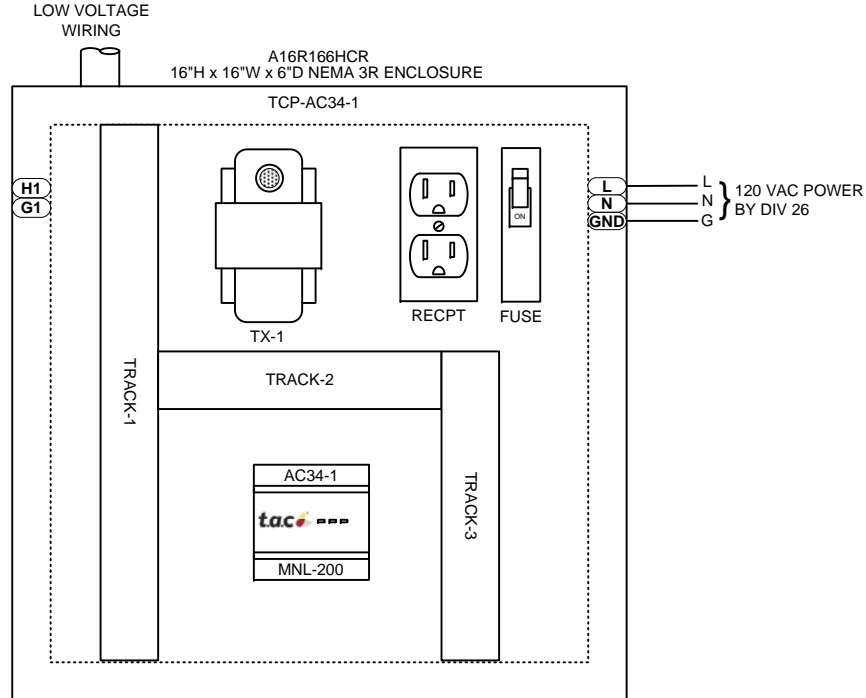 LOW VOLTAGE
WIRING
A16R166HCR
16"H x 16"W x 6"D NEMA 3R ENCLOSURE
TCP-AC34-1
H1
G1
L
N
GND
L
N
G
120 VAC POWER
BY DIV 26
ON
RECPT
FUSE
TX-1
TRACK-1
TRACK-2
TRACK-3
AC34-1
t.a.c
MNL-200